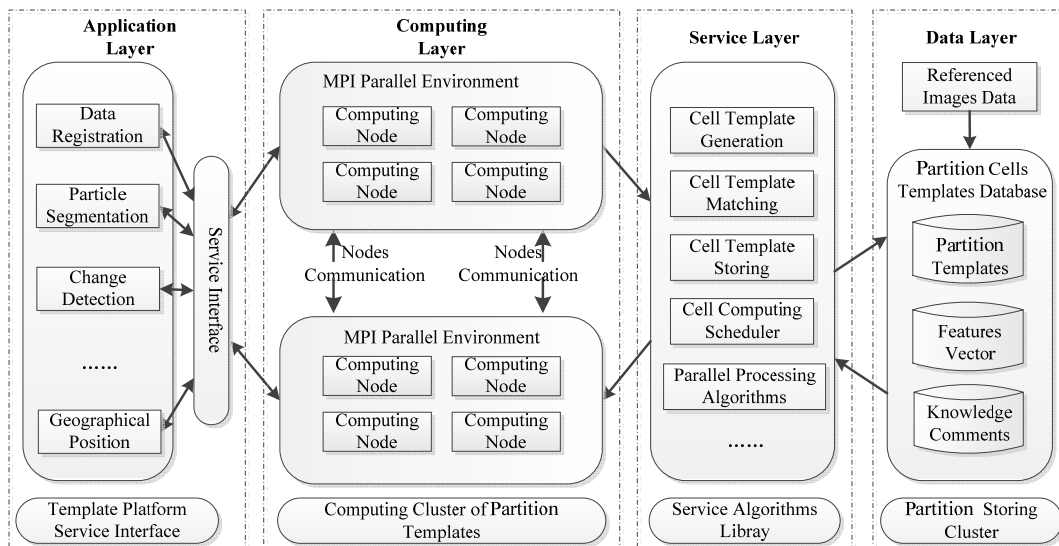 Application
Layer
Data
Registration
Particle
Segmentation
Change
Detection
......
Geographical
Position
Service Interface
Template Platform
Service Interface
Computing
Layer
MPI Parallel Environment
Computing
Node
Computing
Node
Computing
Node
Computing
Node
Nodes
Communication
Nodes
Communication
MPI Parallel Environment
Computing
Node
Computing
Node
Computing
Node
Computing
Node
Computing Cluster of Partition
Templates
Service Layer
Cell Template
Generation
Cell Template
Matching
Cell Template
Storing
Cell Computing
Scheduler
Parallel Processing
Algorithms
......
Service Algorithms
Libray
Data Layer
Referenced
Images Data
Partition Cells
Templates Database
Partition
Templates
Features
Vector
Knowledge
Comments
Partition Storing
Cluster